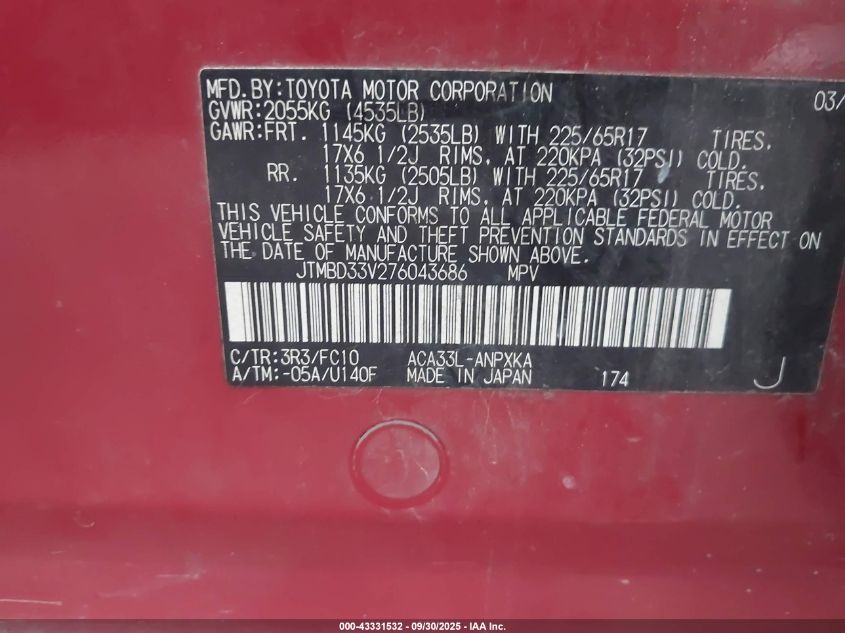 MFD. BY: TOYOTA MOTOR CORPORATION 03/
GVWR: 2055KG (4535LB)
GAWR: FRT. 1145KG (2535LB) WITH 225/65R17 TIRES.
17X6 1/2J RIMS, AT 220KPA (32PSI) COLD.
RR. 1135KG (2505LB) WITH 225/65R17 TIRES.
17X6 1/2J RIMS, AT 220KPA (32PSI) COLD.
THIS VEHICLE CONFORMS TO ALL APPLICABLE FEDERAL MOTOR
VEHICLE SAFETY AND THEFT PREVENTION STANDARDS IN EFFECT ON
THE DATE OF MANUFACTURE SHOWN ABOVE.
JTMBD33V276043686 MPV
C/TR: 3R3/FC10 ACA33L-ANPXKA
A/TM: -05A/U140F MADE IN JAPAN 174 J
000-43331532 - 09/30/2025 - IAA Inc.